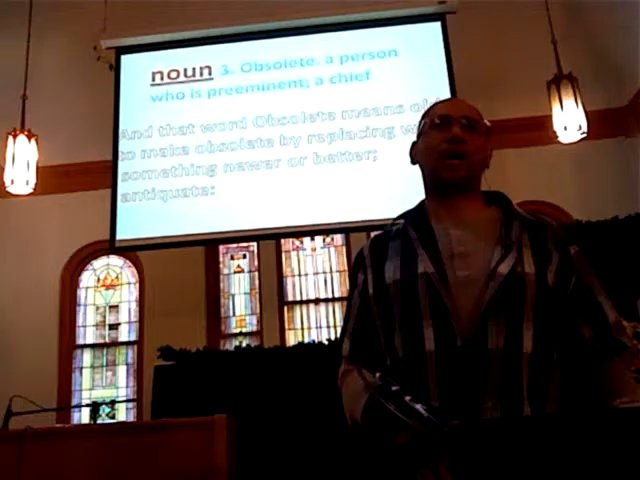 noun 3. Obsolete. a person
who is preeminent; a chief
And that word Obsolete means old
to make obsolete by replacing
something newer or better;
antiquate: